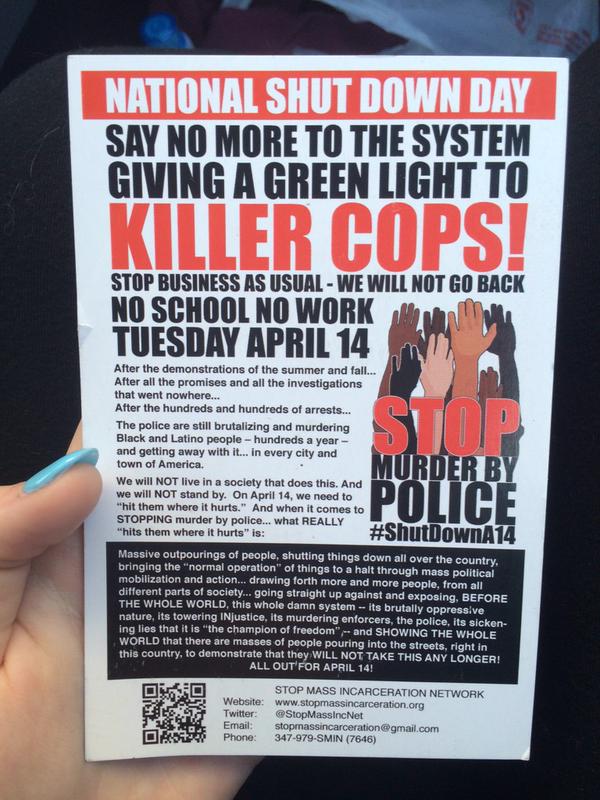 NATIONAL SHUT DOWN DAY
SAY NO MORE TO THE SYSTEM
GIVING A GREEN LIGHT TO
KILLER COPS!
STOP BUSINESS AS USUAL - WE WILL NOT GO BACK
NO SCHOOL NO WORK
TUESDAY APRIL 14
After the demonstrations of the summer and fall...
After all the promises and all the investigations
that went nowhere...
After the hundreds and hundreds of arrests...
The police are still brutalizing and murdering
Black and Latino people – hundreds a year –
and getting away with it... in every city and
town of America.
We will NOT live in a society that does this. And
we will NOT stand by. On April 14, we need to
“hit them where it hurts.” And when it comes to
STOPPING murder by police... what REALLY
“hits them where it hurts” is:
STOP
MURDER BY
POLICE
#ShutDownA14
Massive outpourings of people, shutting things down all over the country,
bringing the “normal operation” of things to a halt through mass political
mobilization and action... drawing forth more and more people, from all
different parts of society... going straight up against and exposing, BEFORE
THE WHOLE WORLD, this whole damn system -- its brutally oppressive
nature, its towering INjustice, its murdering enforcers, the police, its sicken-
ing lies that it is “the champion of freedom” -- and SHOWING THE WHOLE
WORLD that there are masses of people pouring into the streets, right in
this country, to demonstrate that they WILL NOT TAKE THIS ANY LONGER!
ALL OUT FOR APRIL 14!
STOP MASS INCARCERATION NETWORK
Website: www.stopmassincarceration.org
Twitter: @StopMassIncNet
Email: stopmassincarceration@gmail.com
Phone: 347-979-SMIN (7646)